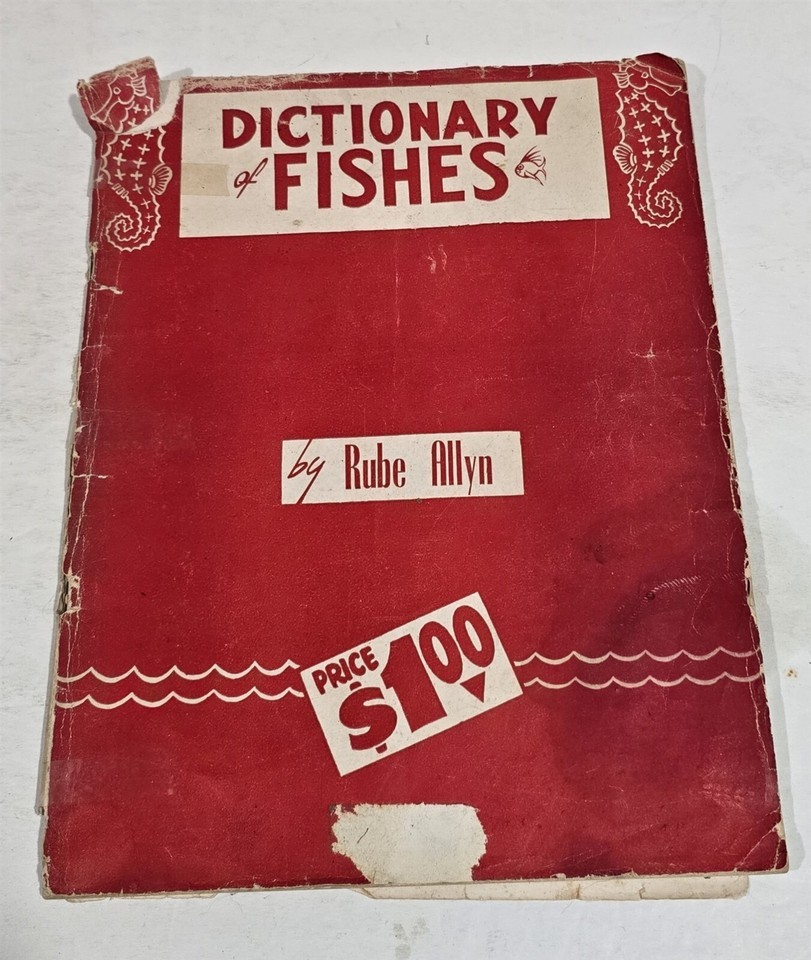 DICTIONARY
of FISHES
by Rube Allyn
PRICE
$1.00